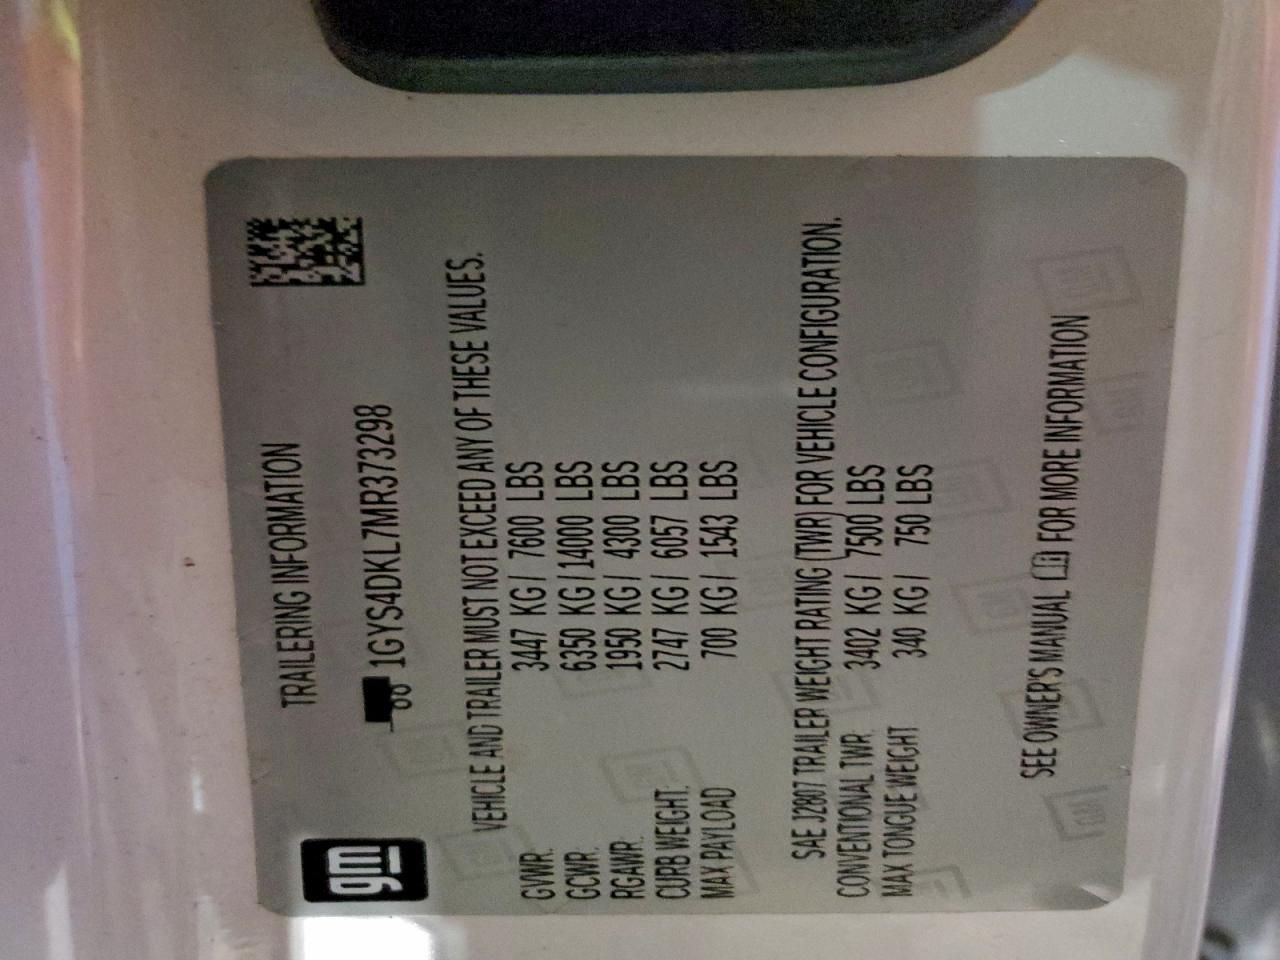 gm
TRAILERING INFORMATION
1GYS4DKL7MR373298
VEHICLE AND TRAILER MUST NOT EXCEED ANY OF THESE VALUES.
GVWR: 3447 KG / 7600 LBS
GCWR: 6350 KG / 14000 LBS
RGAWR: 1950 KG / 4300 LBS
CURB WEIGHT: 2747 KG / 6057 LBS
MAX PAYLOAD 700 KG / 1543 LBS
SAE J2807 TRAILER WEIGHT RATING (TWR) FOR VEHICLE CONFIGURATION.
CONVENTIONAL TWR: 3402 KG / 7500 LBS
MAX TONGUE WEIGHT 340 KG / 750 LBS
SEE OWNER'S MANUAL FOR MORE INFORMATION